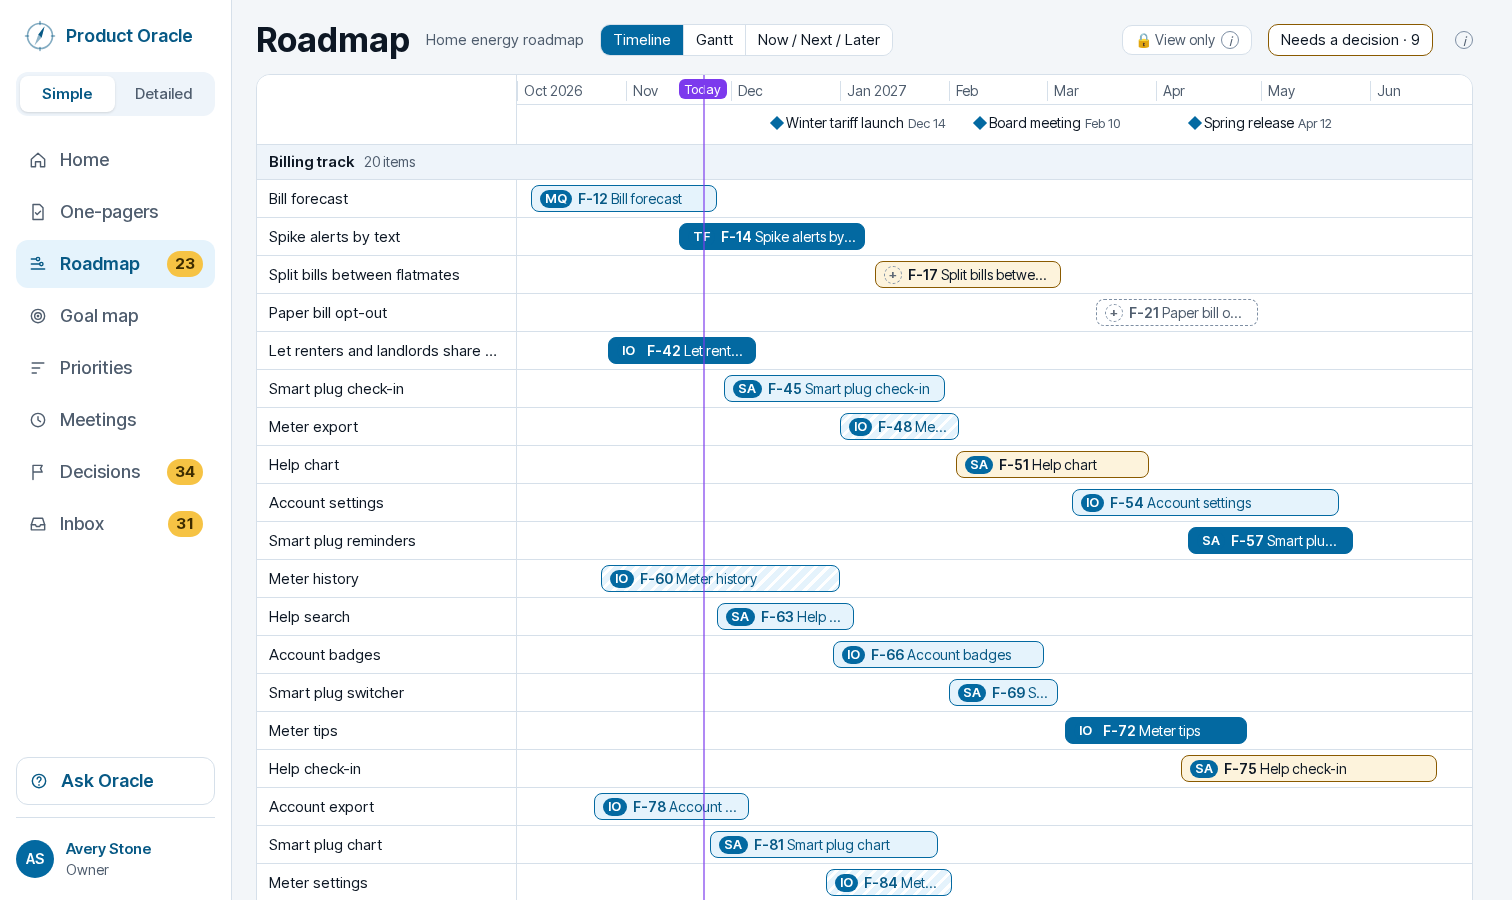 Product Oracle
Simple Detailed
Home
One-pagers
Roadmap 23
Goal map
Priorities
Meetings
Decisions 34
Inbox 31
Ask Oracle
AS Avery Stone
Owner
Roadmap Home energy roadmap Timeline Gantt Now / Next / Later View only i Needs a decision · 9 i
Oct 2026 Nov Today Dec Jan 2027 Feb Mar Apr May Jun
Winter tariff launch Dec 14 Board meeting Feb 10 Spring release Apr 12
Billing track 20 items
Bill forecast MQ F-12 Bill forecast
Spike alerts by text TF F-14 Spike alerts by...
Split bills between flatmates + F-17 Split bills betwe...
Paper bill opt-out + F-21 Paper bill o...
Let renters and landlords share ... IO F-42 Let rent...
Smart plug check-in SA F-45 Smart plug check-in
Meter export IO F-48 Me...
Help chart SA F-51 Help chart
Account settings IO F-54 Account settings
Smart plug reminders SA F-57 Smart plu...
Meter history IO F-60 Meter history
Help search SA F-63 Help ...
Account badges IO F-66 Account badges
Smart plug switcher SA F-69 S...
Meter tips IO F-72 Meter tips
Help check-in SA F-75 Help check-in
Account export IO F-78 Account ...
Smart plug chart SA F-81 Smart plug chart
Meter settings IO F-84 Met...